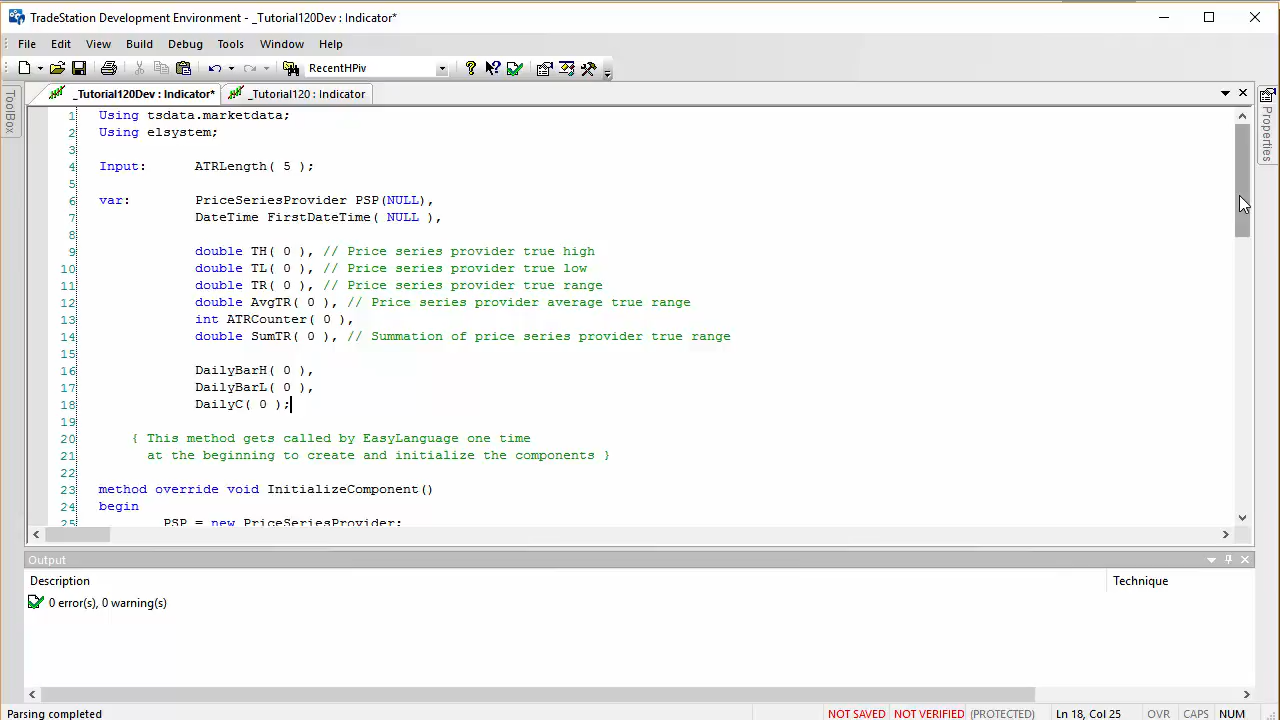 TradeStation Development Environment - _Tutorial120Dev : Indicator*
File Edit View Build Debug Tools Window Help
RecentHPiv
_Tutorial120Dev : Indicator* _Tutorial120 : Indicator
ToolBox
Properties
1 Using tsdata.marketdata;
2 Using elsystem;
3
4 Input: ATRLength( 5 );
5
6 var: PriceSeriesProvider PSP(NULL),
7 DateTime FirstDateTime( NULL ),
8
9 double TH( 0 ), // Price series provider true high
10 double TL( 0 ), // Price series provider true low
11 double TR( 0 ), // Price series provider true range
12 double AvgTR( 0 ), // Price series provider average true range
13 int ATRCounter( 0 ),
14 double SumTR( 0 ), // Summation of price series provider true range
15
16 DailyBarH( 0 ),
17 DailyBarL( 0 ),
18 DailyC( 0 );
19
20 { This method gets called by EasyLanguage one time
21 at the beginning to create and initialize the components }
22
23 method override void InitializeComponent()
24 begin
25 PSP = new PriceSeriesProvider;
Output
Description Technique
0 error(s), 0 warning(s)
Parsing completed NOT SAVED NOT VERIFIED (PROTECTED) Ln 18, Col 25 OVR CAPS NUM